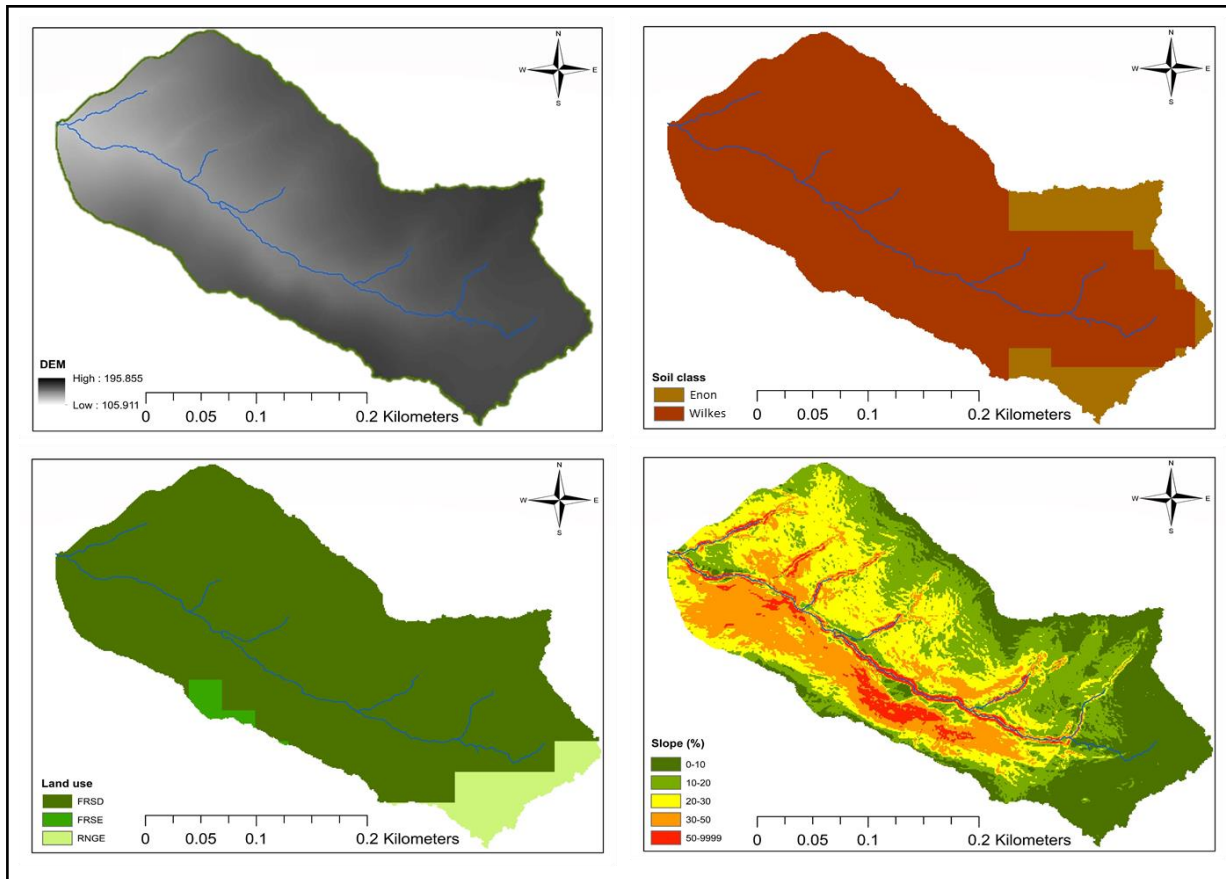 N
W E
S
DEM
High : 195.855
Low : 105.911
0 0.05 0.1 0.2 Kilometers
N
W E
S
Soil class
Enon
Wilkes
0 0.05 0.1 0.2 Kilometers
N
W E
S
Land use
FRSD
FRSE
RNGE
0 0.05 0.1 0.2 Kilometers
N
W E
S
Slope (%)
0-10
10-20
20-30
30-50
50-9999
0 0.05 0.1 0.2 Kilometers